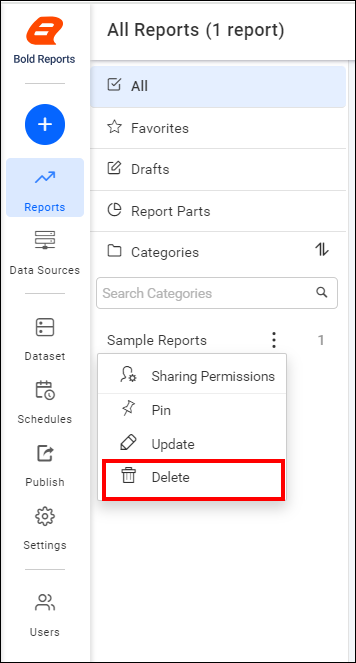 Bold Reports
Reports
Data Sources
Dataset
Schedules
Publish
Settings
Users
All Reports (1 report)
All
Favorites
Drafts
Report Parts
Categories
Search Categories
Sample Reports 1
Sharing Permissions
Pin
Update
Delete